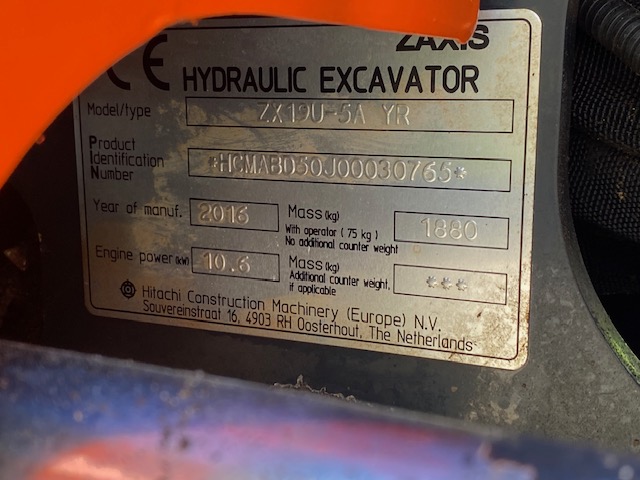 ZAXIS
CE HYDRAULIC EXCAVATOR
Model/type ZX19U-5A YR
Product
Identification *HCMABD50J00030765*
Number
Year of manuf. 2016 Mass(kg) 1880
With operator ( 75 kg )
No additional counter weight
Engine power(kW) 10.6 Mass(kg) ***
Additional counter weight,
if applicable
Hitachi Construction Machinery (Europe) N.V.
Souvereinstraat 16, 4903 RH Oosterhout, The Netherlands